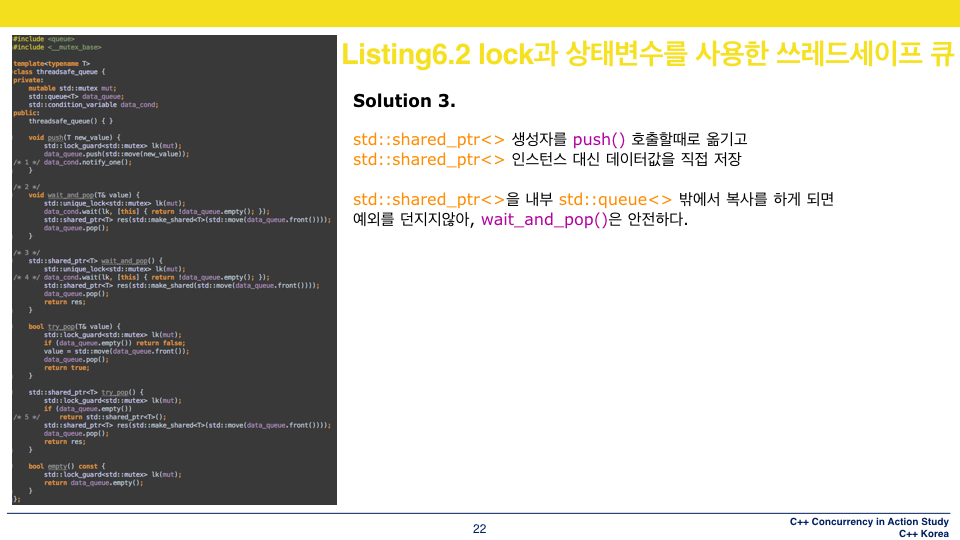 #include <queue>
#include <__mutex_base>
template<typename T>
class threadsafe_queue {
private:
mutable std::mutex mut;
std::queue<T> data_queue;
std::condition_variable data_cond;
public:
threadsafe_queue() { }
void push(T new_value) {
std::lock_guard<std::mutex> lk(mut);
data_queue.push(std::move(new_value));
/* 1 */ data_cond.notify_one();
}
/* 2 */
void wait_and_pop(T& value) {
std::unique_lock<std::mutex> lk(mut);
data_cond.wait(lk, [this] { return !data_queue.empty(); });
std::shared_ptr<T> res(std::make_shared<T>(std::move(data_queue.front())));
data_queue.pop();
}
/* 3 */
std::shared_ptr<T> wait_and_pop() {
std::unique_lock<std::mutex> lk(mut);
/* 4 */ data_cond.wait(lk, [this] { return !data_queue.empty(); });
std::shared_ptr<T> res(std::make_shared(std::move(data_queue.front())));
data_queue.pop();
return res;
}
bool try_pop(T& value) {
std::lock_guard<std::mutex> lk(mut);
if (data_queue.empty()) return false;
value = std::move(data_queue.front());
data_queue.pop();
return true;
}
std::shared_ptr<T> try_pop() {
std::lock_guard<std::mutex> lk(mut);
if (data_queue.empty())
/* 5 */ return std::shared_ptr<T>();
std::shared_ptr<T> res(std::make_shared<T>(std::move(data_queue.front())));
data_queue.pop();
return res;
}
bool empty() const {
std::lock_guard<std::mutex> lk(mut);
return data_queue.empty();
}
};
Listing6.2 lock과 상태변수를 사용한 쓰레드세이프 큐
Solution 3.
std::shared_ptr<> 생성자를 push() 호출할때로 옮기고
std::shared_ptr<> 인스턴스 대신 데이터값을 직접 저장
std::shared_ptr<>을 내부 std::queue<> 밖에서 복사를 하게 되면
예외를 던지지않아, wait_and_pop()은 안전하다.
22
C++ Concurrency in Action Study
C++ Korea